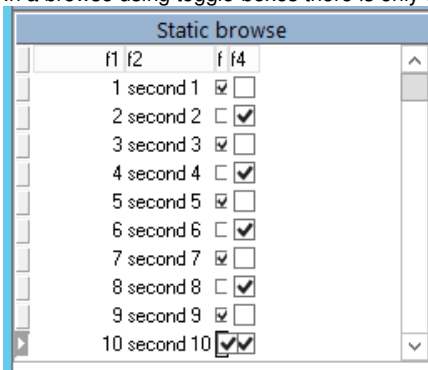 In a browse using toggle-boxes there is only
Static browse
f1 f2 f f4
1 second 1
2 second 2
3 second 3
4 second 4
5 second 5
6 second 6
7 second 7
8 second 8
9 second 9
10 second 10